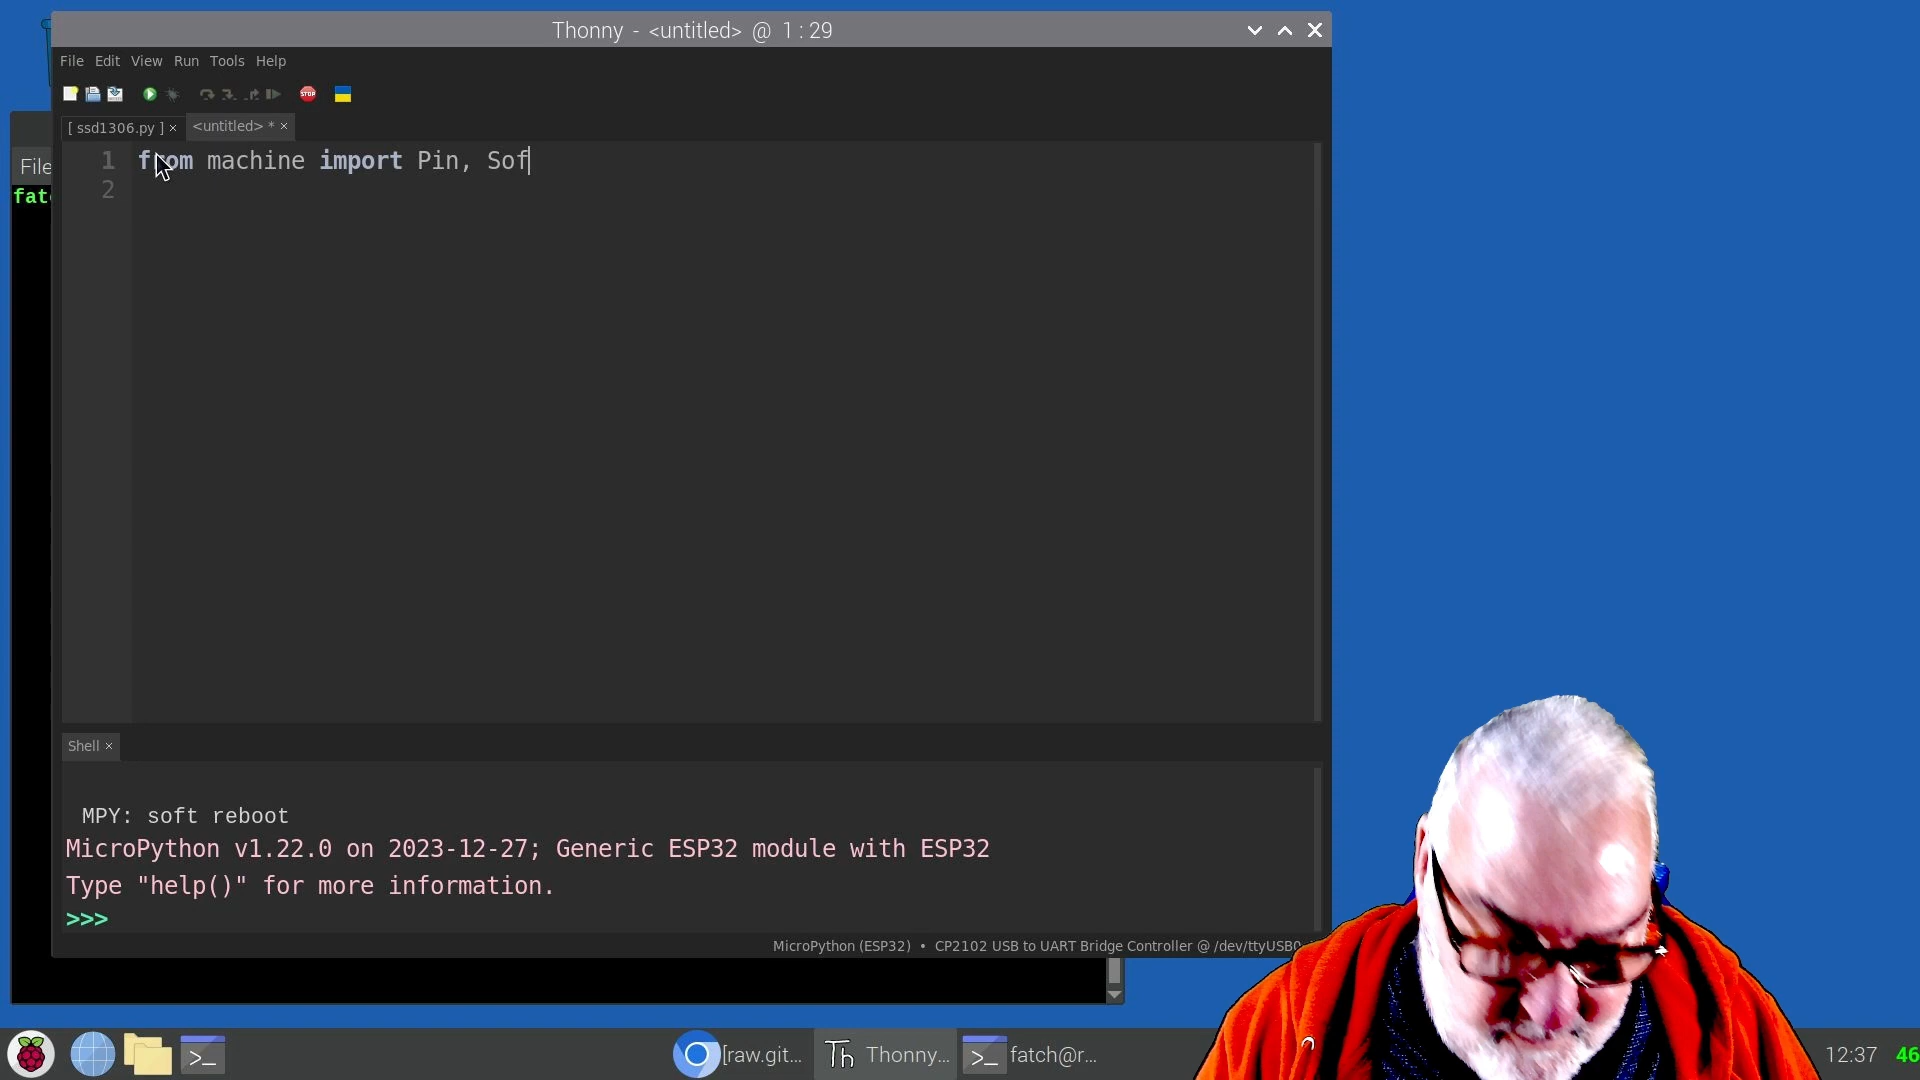 Thonny - <untitled> @ 1 : 29
File Edit View Run Tools Help
STOP
[ ssd1306.py ] ×
<untitled> * ×
1 from machine import Pin, Sof
2
File
fat
Shell ×
MPY: soft reboot
MicroPython v1.22.0 on 2023-12-27; Generic ESP32 module with ESP32
Type "help()" for more information.
>>>
MicroPython (ESP32) • CP2102 USB to UART Bridge Controller @ /dev/ttyUSB0
>_
[raw.git...
Th Thonny...
>_ fatch@r...
12:37
46